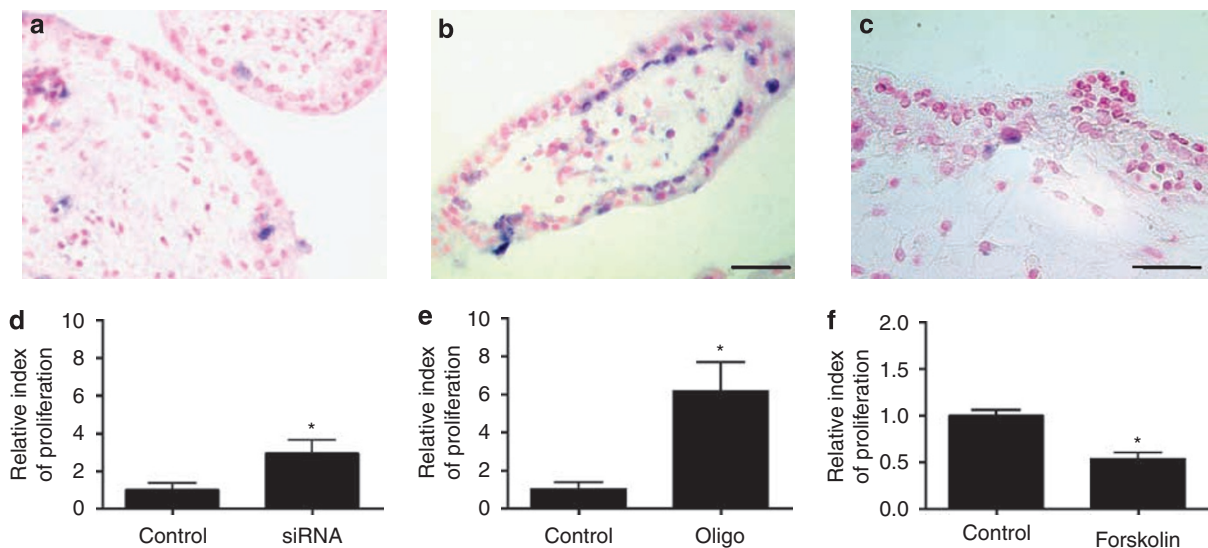 a
b
c
d
Relative index
of proliferation
10
8
6
4
2
0
*
Control
siRNA
e
Relative index
of proliferation
10
8
6
4
2
0
*
Control
Oligo
f
Relative index
of proliferation
2.0
1.5
1.0
0.5
0.0
*
Control
Forskolin